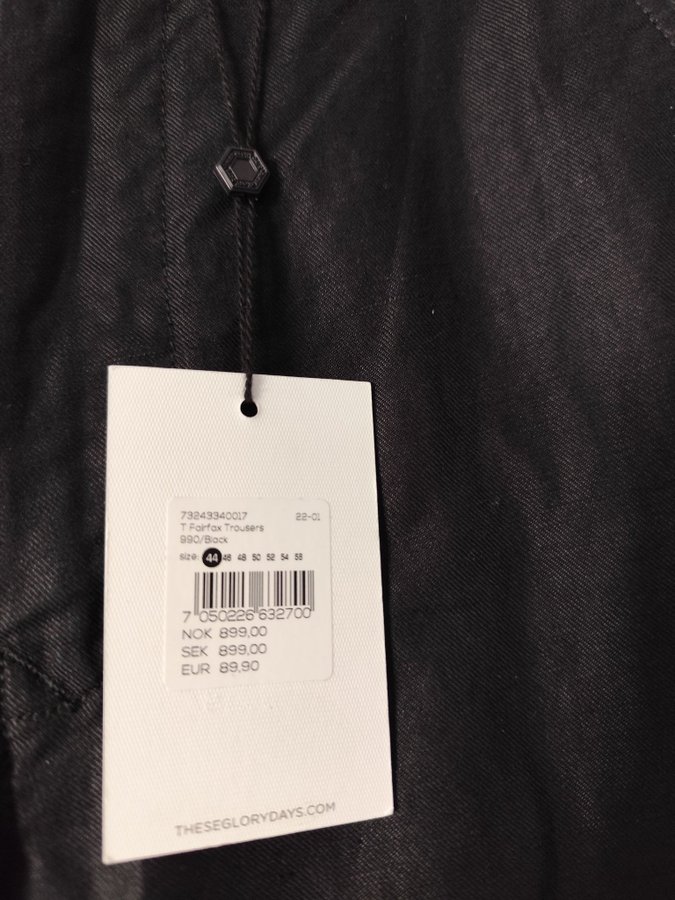 73243340017 22-01
T Fairfax Trousers
990/Black
size: 44 46 48 50 52 54 56
7 050226 632700
NOK 899,00
SEK 899,00
EUR 89,90
THESEGLORYDAYS.COM